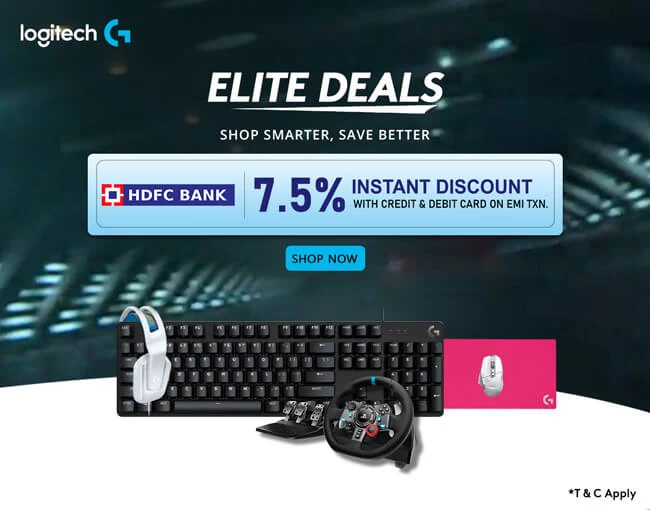 logitech G
ELITE DEALS
SHOP SMARTER, SAVE BETTER
HDFC BANK
7.5% INSTANT DISCOUNT
WITH CREDIT & DEBIT CARD ON EMI TXN.
SHOP NOW
*T & C Apply